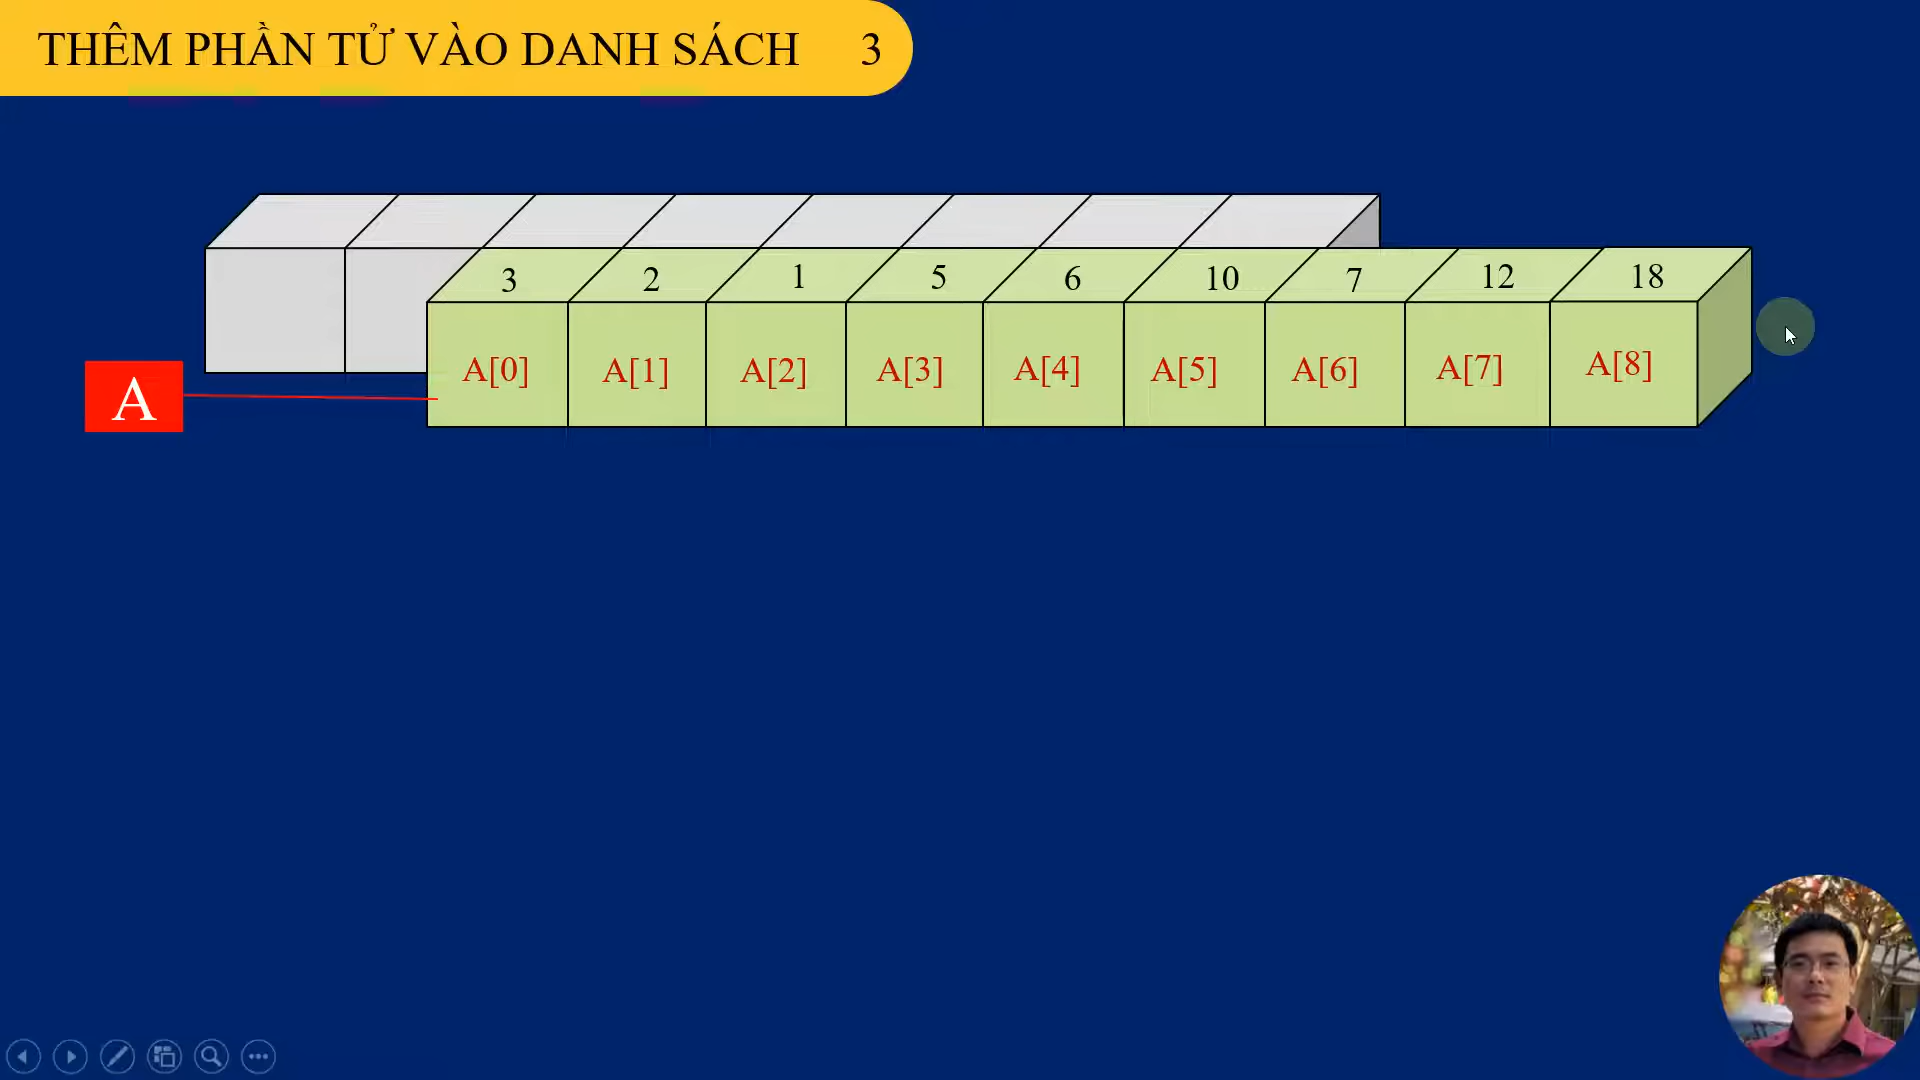 THÊM PHẦN TỬ VÀO DANH SÁCH 3
3 2 1 5 6 10 7 12 18
A[0] A[1] A[2] A[3] A[4] A[5] A[6] A[7] A[8]
A